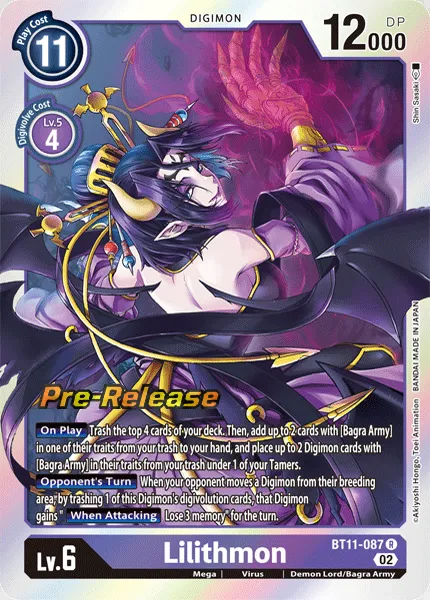 Play Cost
11
DIGIMON
DP
12000
Shin Sasaki
Digivolve Cost
Lv.5
4
Pre-Release
On Play Trash the top 4 cards of your deck. Then, add up to 2 cards with [Bagra Army]
in one of their traits from your trash to your hand, and place up to 2 Digimon cards with
[Bagra Army] in their traits from your trash under 1 of your Tamers.
Opponent's Turn When your opponent moves a Digimon from their breeding
area, by trashing 1 of this Digimon's digivolution cards, that Digimon
gains " When Attacking Lose 3 memory" for the turn.
©Akiyoshi Hongo, Toei Animation BANDAI MADE IN JAPAN
Lv.6
Lilithmon
BT11-087 R
02
Mega | Virus | Demon Lord/Bagra Army